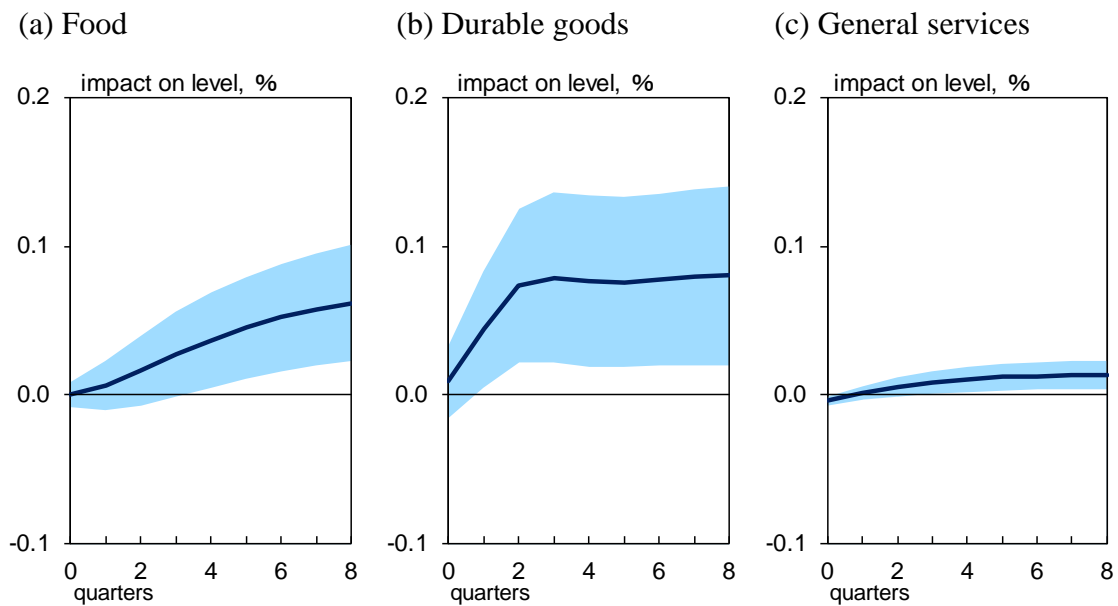 (a) Food
(b) Durable goods
(c) General services
impact on level, %
impact on level, %
impact on level, %
0.2
0.1
0.0
-0.1
0 2 4 6 8
quarters
0.2
0.1
0.0
-0.1
0 2 4 6 8
quarters
0.2
0.1
0.0
-0.1
0 2 4 6 8
quarters